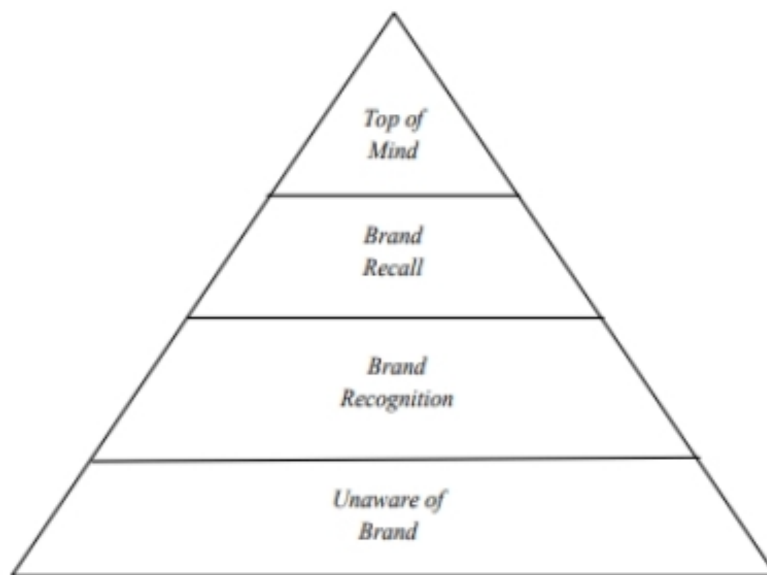 Top of
Mind
Brand
Recall
Brand
Recognition
Unaware of
Brand